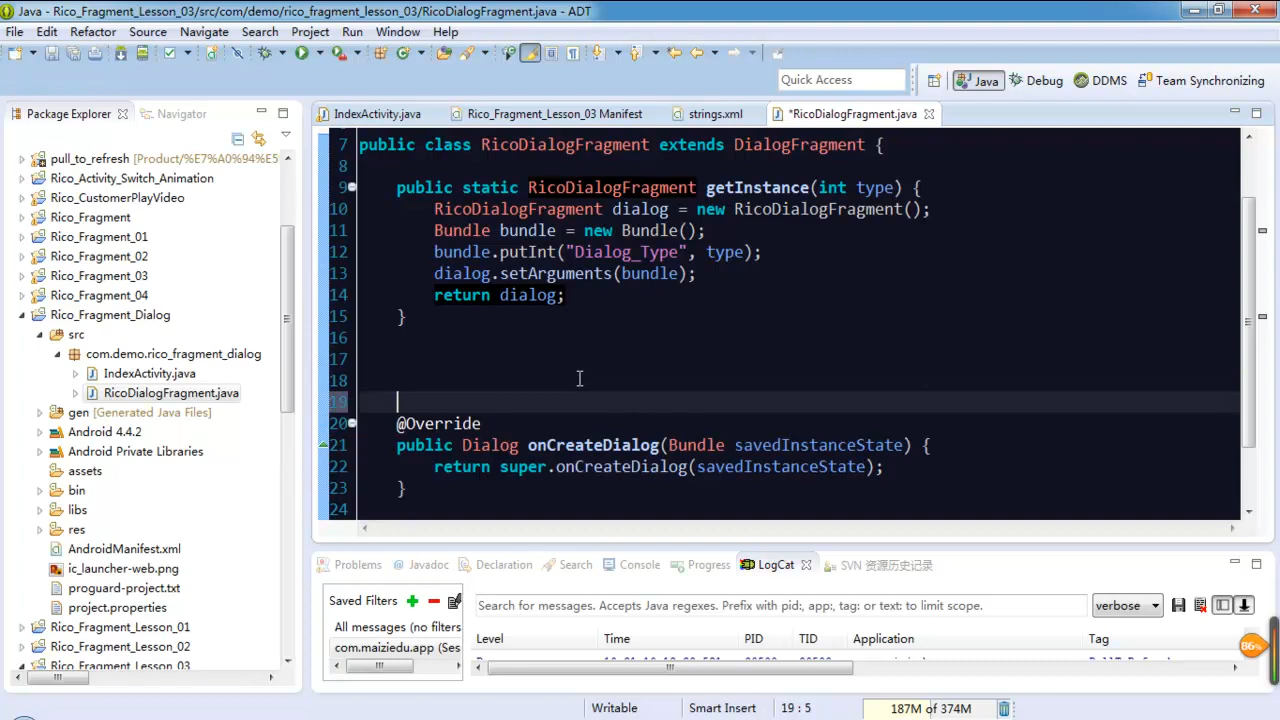 Java - Rico_Fragment_Lesson_03/src/com/demo/rico_fragment_lesson_03/RicoDialogFragment.java - ADT
File Edit Refactor Source Navigate Search Project Run Window Help
Quick Access Java Debug DDMS Team Synchronizing
Package Explorer Navigator
pull_to_refresh [Product/%E7%A0%94%E5
Rico_Activity_Switch_Animation
Rico_CustomerPlayVideo
Rico_Fragment
Rico_Fragment_01
Rico_Fragment_02
Rico_Fragment_03
Rico_Fragment_04
Rico_Fragment_Dialog
src
com.demo.rico_fragment_dialog
IndexActivity.java
RicoDialogFragment.java
gen [Generated Java Files]
Android 4.4.2
Android Private Libraries
assets
bin
libs
res
AndroidManifest.xml
ic_launcher-web.png
proguard-project.txt
project.properties
Rico_Fragment_Lesson_01
Rico_Fragment_Lesson_02
Rico_Fragment_Lesson_03
IndexActivity.java Rico_Fragment_Lesson_03 Manifest strings.xml *RicoDialogFragment.java
7 public class RicoDialogFragment extends DialogFragment {
8
9 public static RicoDialogFragment getInstance(int type) {
10 RicoDialogFragment dialog = new RicoDialogFragment();
11 Bundle bundle = new Bundle();
12 bundle.putInt("Dialog_Type", type);
13 dialog.setArguments(bundle);
14 return dialog;
15 }
16
17
18
19
20 @Override
21 public Dialog onCreateDialog(Bundle savedInstanceState) {
22 return super.onCreateDialog(savedInstanceState);
23 }
24
Problems Javadoc Declaration Search Console Progress LogCat SVN 资源历史记录
Saved Filters
All messages (no filters
com.maiziedu.app (Ses
Search for messages. Accepts Java regexes. Prefix with pid:, app:, tag: or text: to limit scope. verbose
Level Time PID TID Application Tag
86%
Writable Smart Insert 19 : 5 187M of 374M